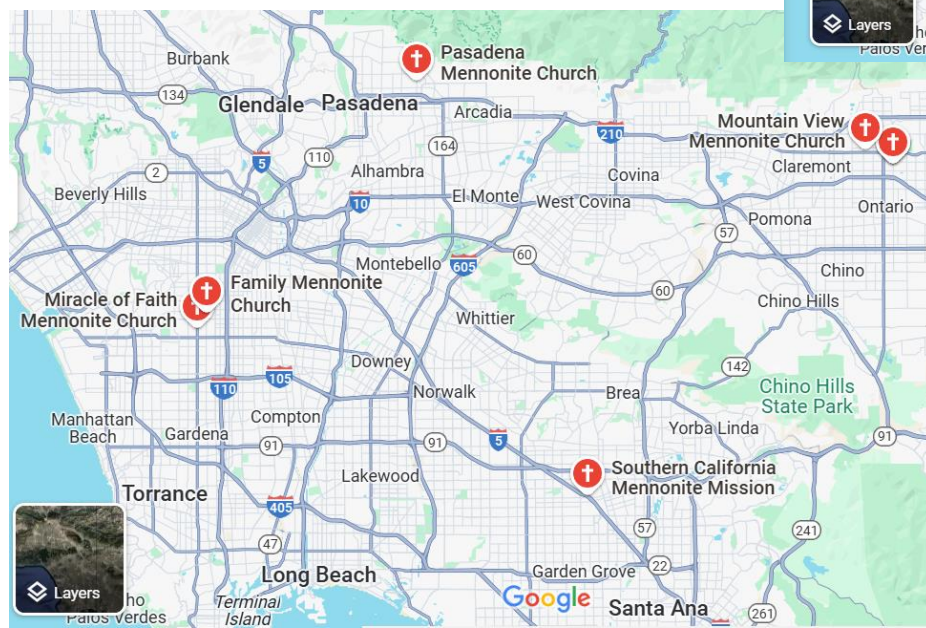 Layers
Palos Ver
Burbank
Pasadena
Mennonite Church
134
Glendale
Pasadena
Arcadia
Mountain View
Mennonite Church
210
5
110
164
2
Alhambra
Claremont
Covina
Beverly Hills
10
El Monte
West Covina
Ontario
Pomona
57
Montebello
605
60
Chino
Family Mennonite
Church
Miracle of Faith
Mennonite Church
60
Chino Hills
Whittier
Downey
142
105
110
Norwalk
Brea
Chino Hills
State Park
Manhattan
Beach
Compton
Gardena
91
91
5
Yorba Linda
91
Lakewood
Southern California
Mennonite Mission
Torrance
405
57
241
47
22
Long Beach
Garden Grove
Layers
Google
Santa Ana
Terminal
Island
Palos Verdes
261